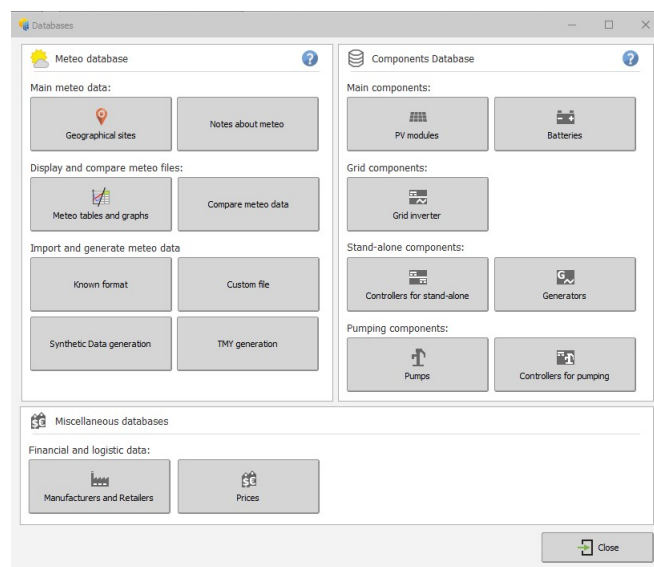 Databases
Meteo database
Main meteo data:
Geographical sites
Notes about meteo
Display and compare meteo files:
Meteo tables and graphs
Compare meteo data
Import and generate meteo data
Known format
Custom file
Synthetic Data generation
TMY generation
Components Database
Main components:
PV modules
Batteries
Grid components:
Grid inverter
Stand-alone components:
Controllers for stand-alone
G
Generators
Pumping components:
Pumps
Controllers for pumping
Miscellaneous databases
Financial and logistic data:
Manufacturers and Retailers
Prices
Close